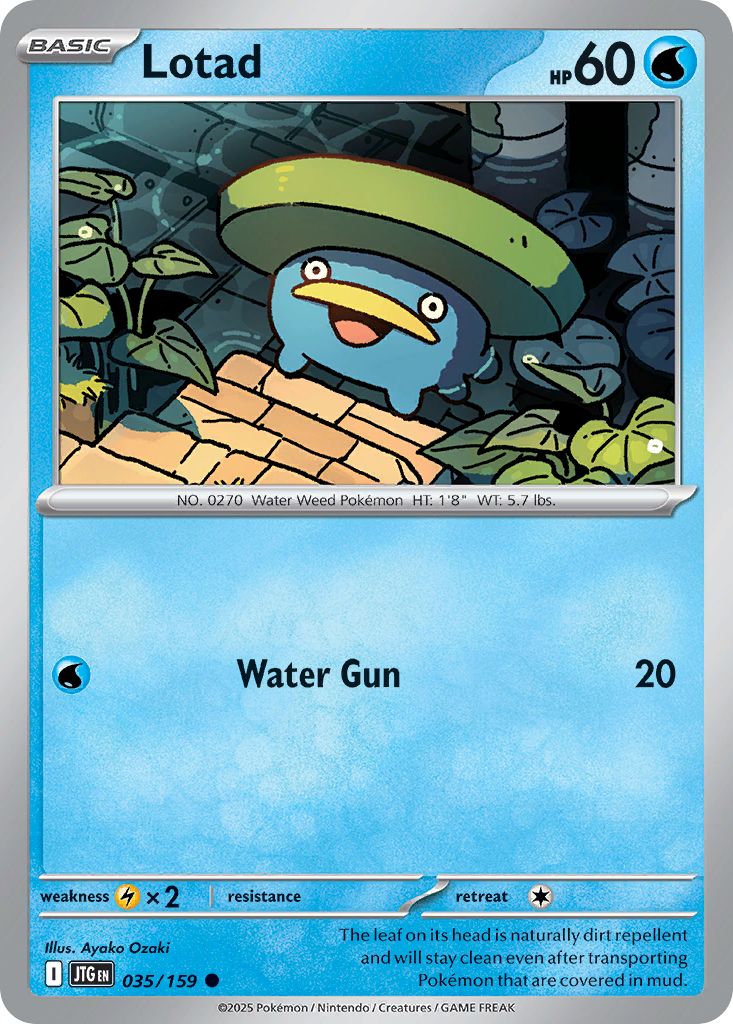 BASIC
Lotad
HP 60
NO. 0270 Water Weed Pokémon HT: 1'8" WT: 5.7 lbs.
Water Gun 20
weakness ×2 resistance retreat
Illus. Ayako Ozaki
I JTG EN 035/159
The leaf on its head is naturally dirt repellent
and will stay clean even after transporting
Pokémon that are covered in mud.
©2025 Pokémon / Nintendo / Creatures / GAME FREAK